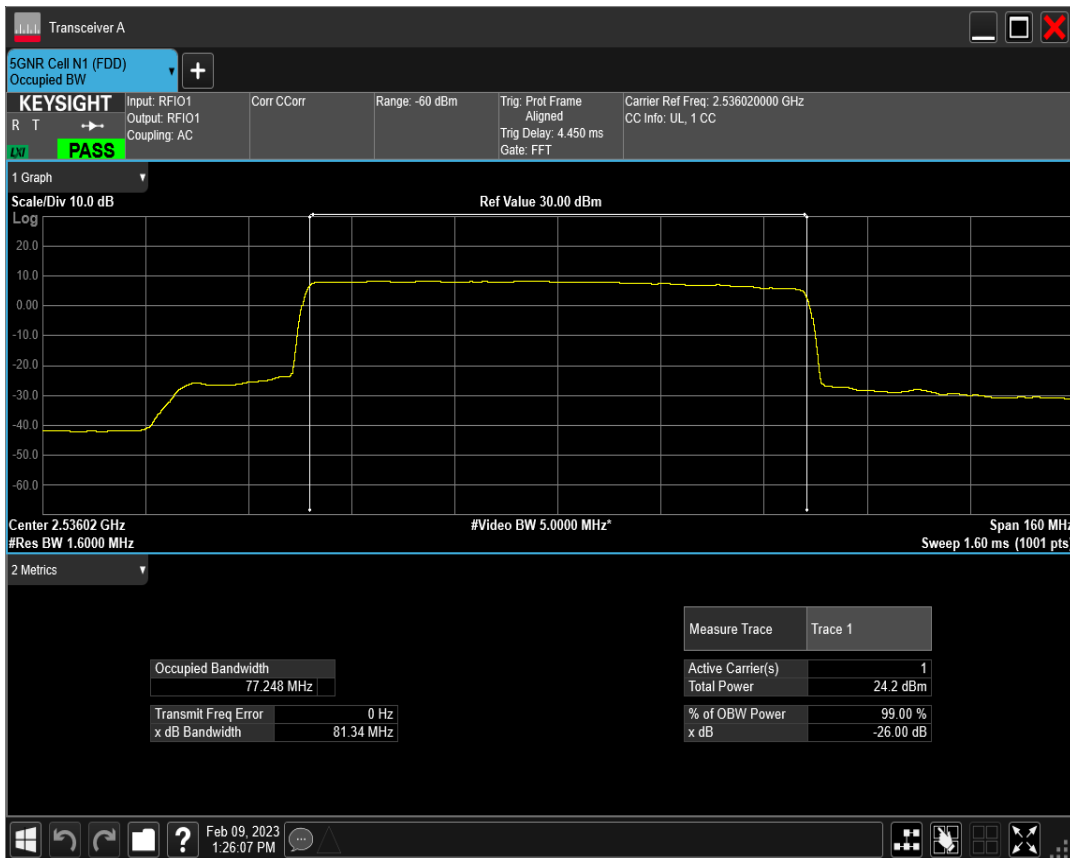 Transceiver A
5GNR Cell N1 (FDD)
Occupied BW
+
KEYSIGHT
R T
LXI
PASS
Input: RFIO1
Output: RFIO1
Coupling: AC
Corr CCorr
Range: -60 dBm
Trig: Prot Frame
Aligned
Trig Delay: 4.450 ms
Gate: FFT
Carrier Ref Freq: 2.536020000 GHz
CC Info: UL, 1 CC
1 Graph
Scale/Div 10.0 dB
Ref Value 30.00 dBm
Log
20.0
10.0
0.00
-10.0
-20.0
-30.0
-40.0
-50.0
-60.0
Center 2.53602 GHz
#Video BW 5.0000 MHz*
Span 160 MHz
#Res BW 1.6000 MHz
Sweep 1.60 ms (1001 pts)
2 Metrics
Measure Trace Trace 1
Occupied Bandwidth
77.248 MHz
Active Carrier(s) 1
Total Power 24.2 dBm
Transmit Freq Error 0 Hz
x dB Bandwidth 81.34 MHz
% of OBW Power 99.00 %
x dB -26.00 dB
?
Feb 09, 2023
1:26:07 PM